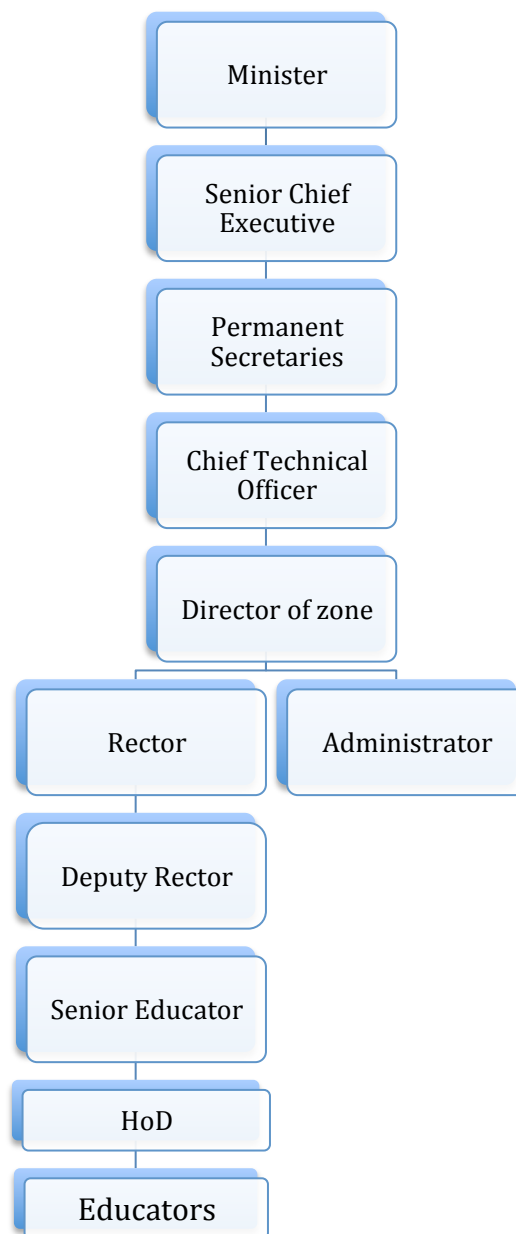 Minister
Senior Chief
Executive
Permanent
Secretaries
Chief Technical
Officer
Director of zone
Rector
Administrator
Deputy Rector
Senior Educator
HoD
Educators